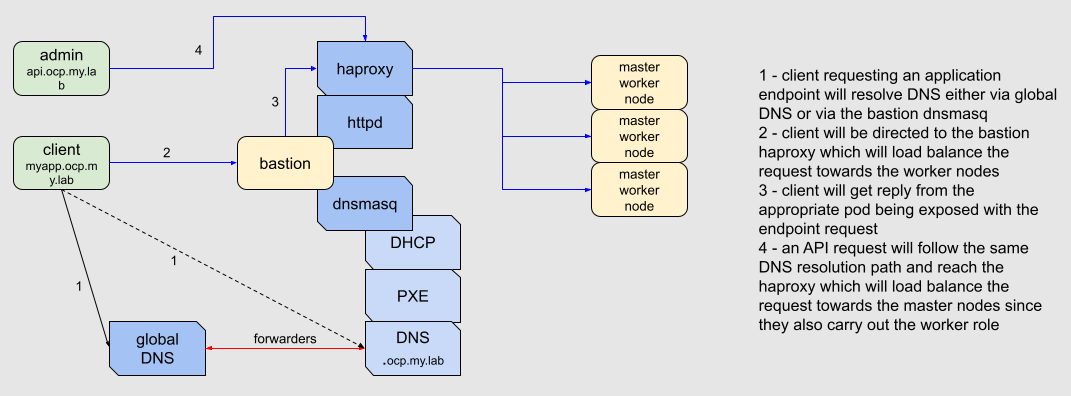 admin
api.ocp.my.la
b
4
haproxy
3
httpd
client
myapp.ocp.m
y.lab
2
bastion
dnsmasq
DHCP
PXE
DNS
.ocp.my.lab
1
1
global
DNS
forwarders
master
worker
node
master
worker
node
master
worker
node
1 - client requesting an application
endpoint will resolve DNS either via global
DNS or via the bastion dnsmasq
2 - client will be directed to the bastion
haproxy which will load balance the
request towards the worker nodes
3 - client will get reply from the
appropriate pod being exposed with the
endpoint request
4 - an API request will follow the same
DNS resolution path and reach the
haproxy which will load balance the
request towards the master nodes since
they also carry out the worker role